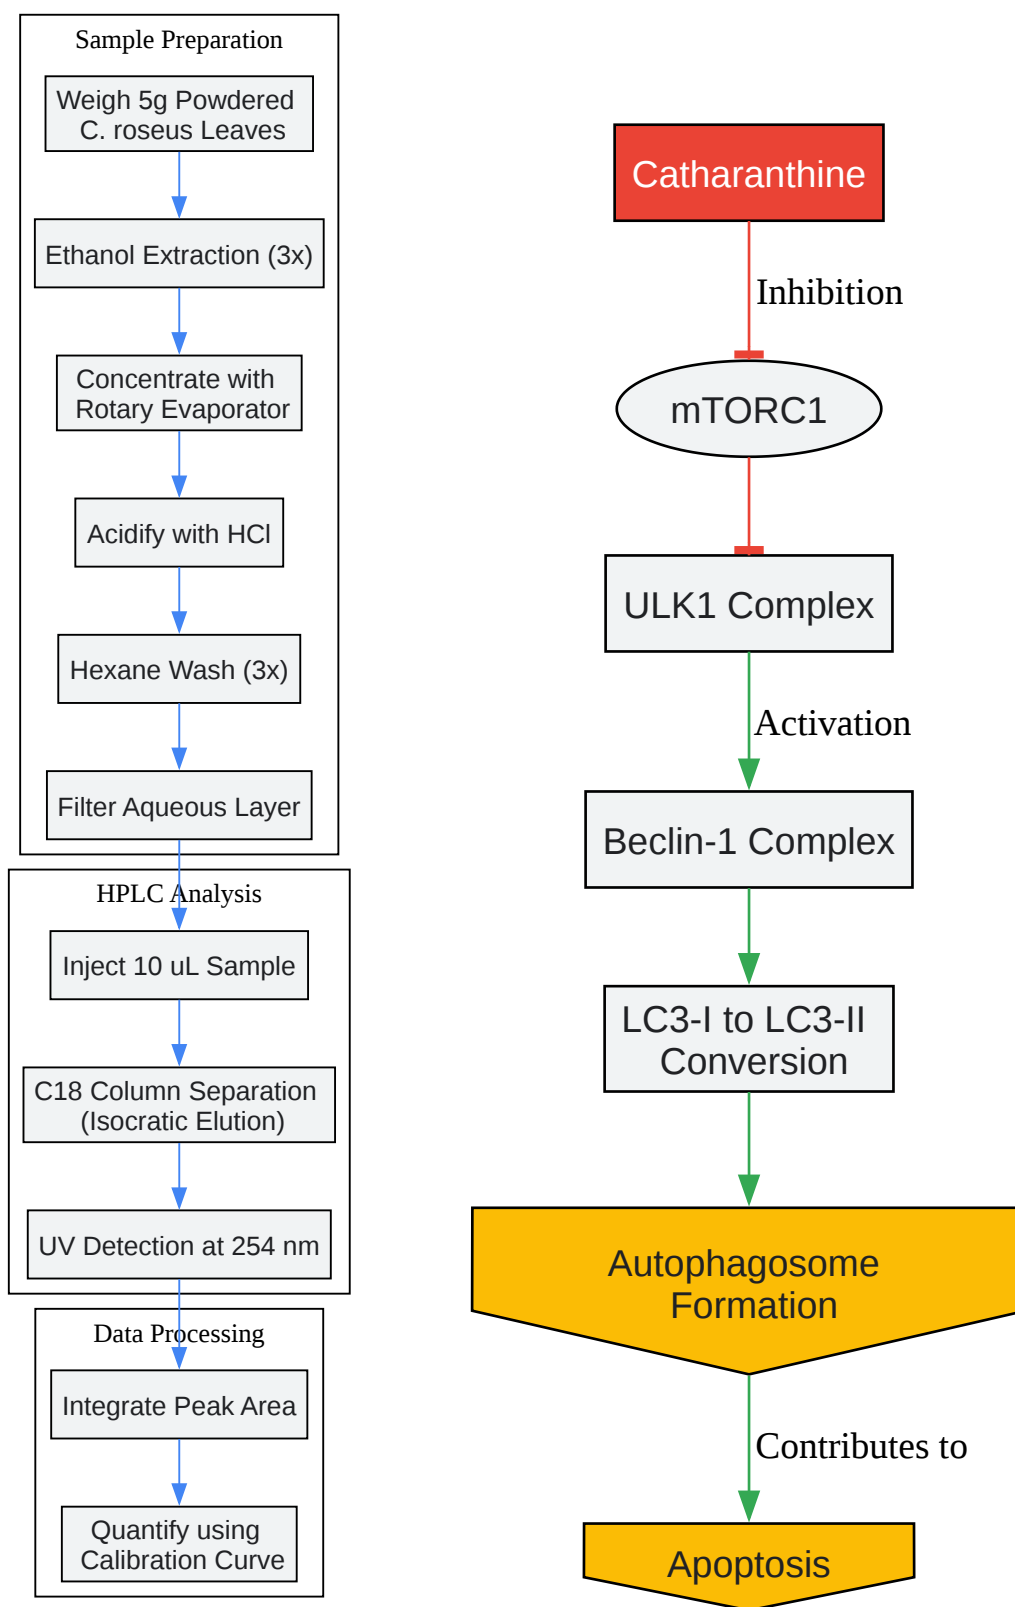 Sample Preparation
Weigh 5g Powdered
C. roseus Leaves
Ethanol Extraction (3x)
Concentrate with
Rotary Evaporator
Acidify with HCl
Hexane Wash (3x)
Filter Aqueous Layer
HPLC Analysis
Inject 10 uL Sample
C18 Column Separation
(Isocratic Elution)
UV Detection at 254 nm
Data Processing
Integrate Peak Area
Quantify using
Calibration Curve
Catharanthine
Inhibition
mTORC1
ULK1 Complex
Activation
Beclin-1 Complex
LC3-I to LC3-II
Conversion
Autophagosome
Formation
Contributes to
Apoptosis